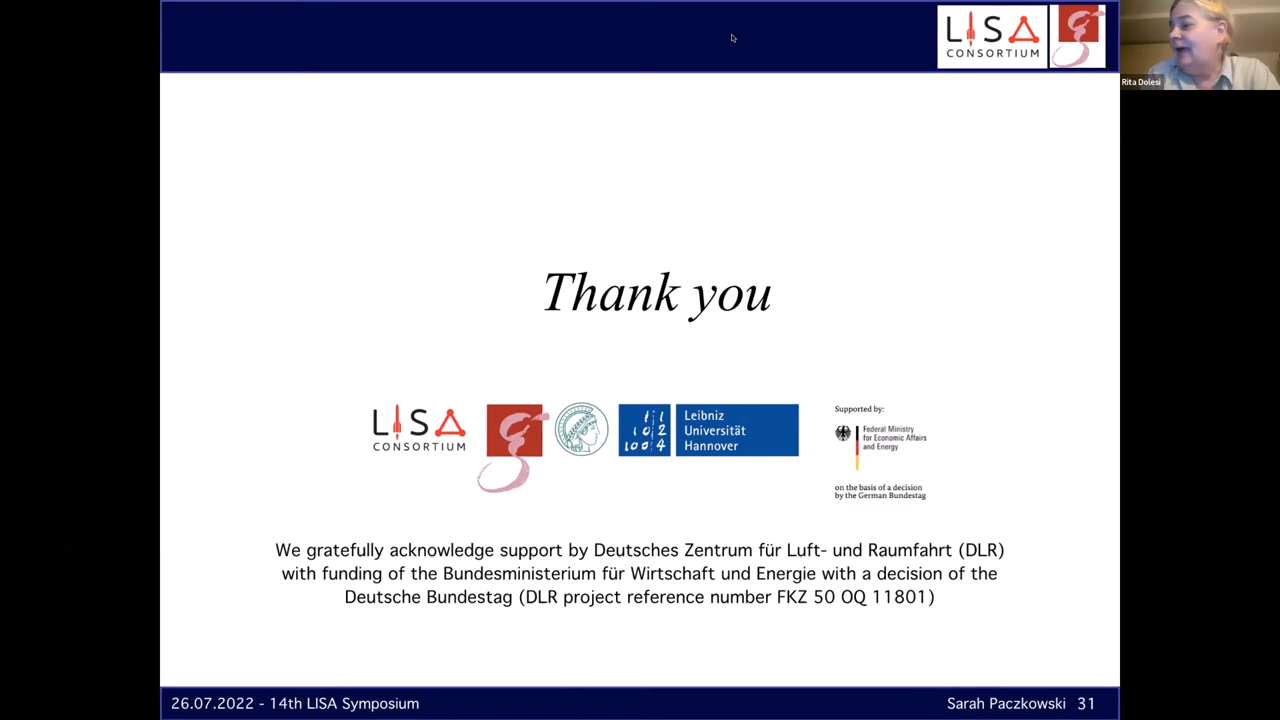 LISA
CONSORTIUM
Rita Dolesi
Thank you
LISA
CONSORTIUM
Leibniz
Universität
Hannover
Supported by:
Federal Ministry
for Economic Affairs
and Energy
on the basis of a decision
by the German Bundestag
We gratefully acknowledge support by Deutsches Zentrum für Luft- und Raumfahrt (DLR)
with funding of the Bundesministerium für Wirtschaft und Energie with a decision of the
Deutsche Bundestag (DLR project reference number FKZ 50 OQ 11801)
26.07.2022 - 14th LISA Symposium
Sarah Paczkowski 31